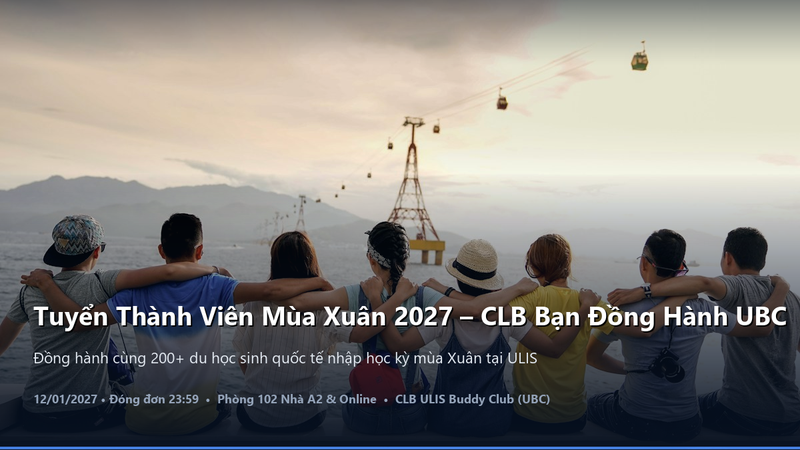 Tuyển Thành Viên Mùa Xuân 2027 – CLB Bạn Đồng Hành UBC
Đồng hành cùng 200+ du học sinh quốc tế nhập học kỳ mùa Xuân tại ULIS
12/01/2027 • Đóng đơn 23:59 • Phòng 102 Nhà A2 & Online • CLB ULIS Buddy Club (UBC)